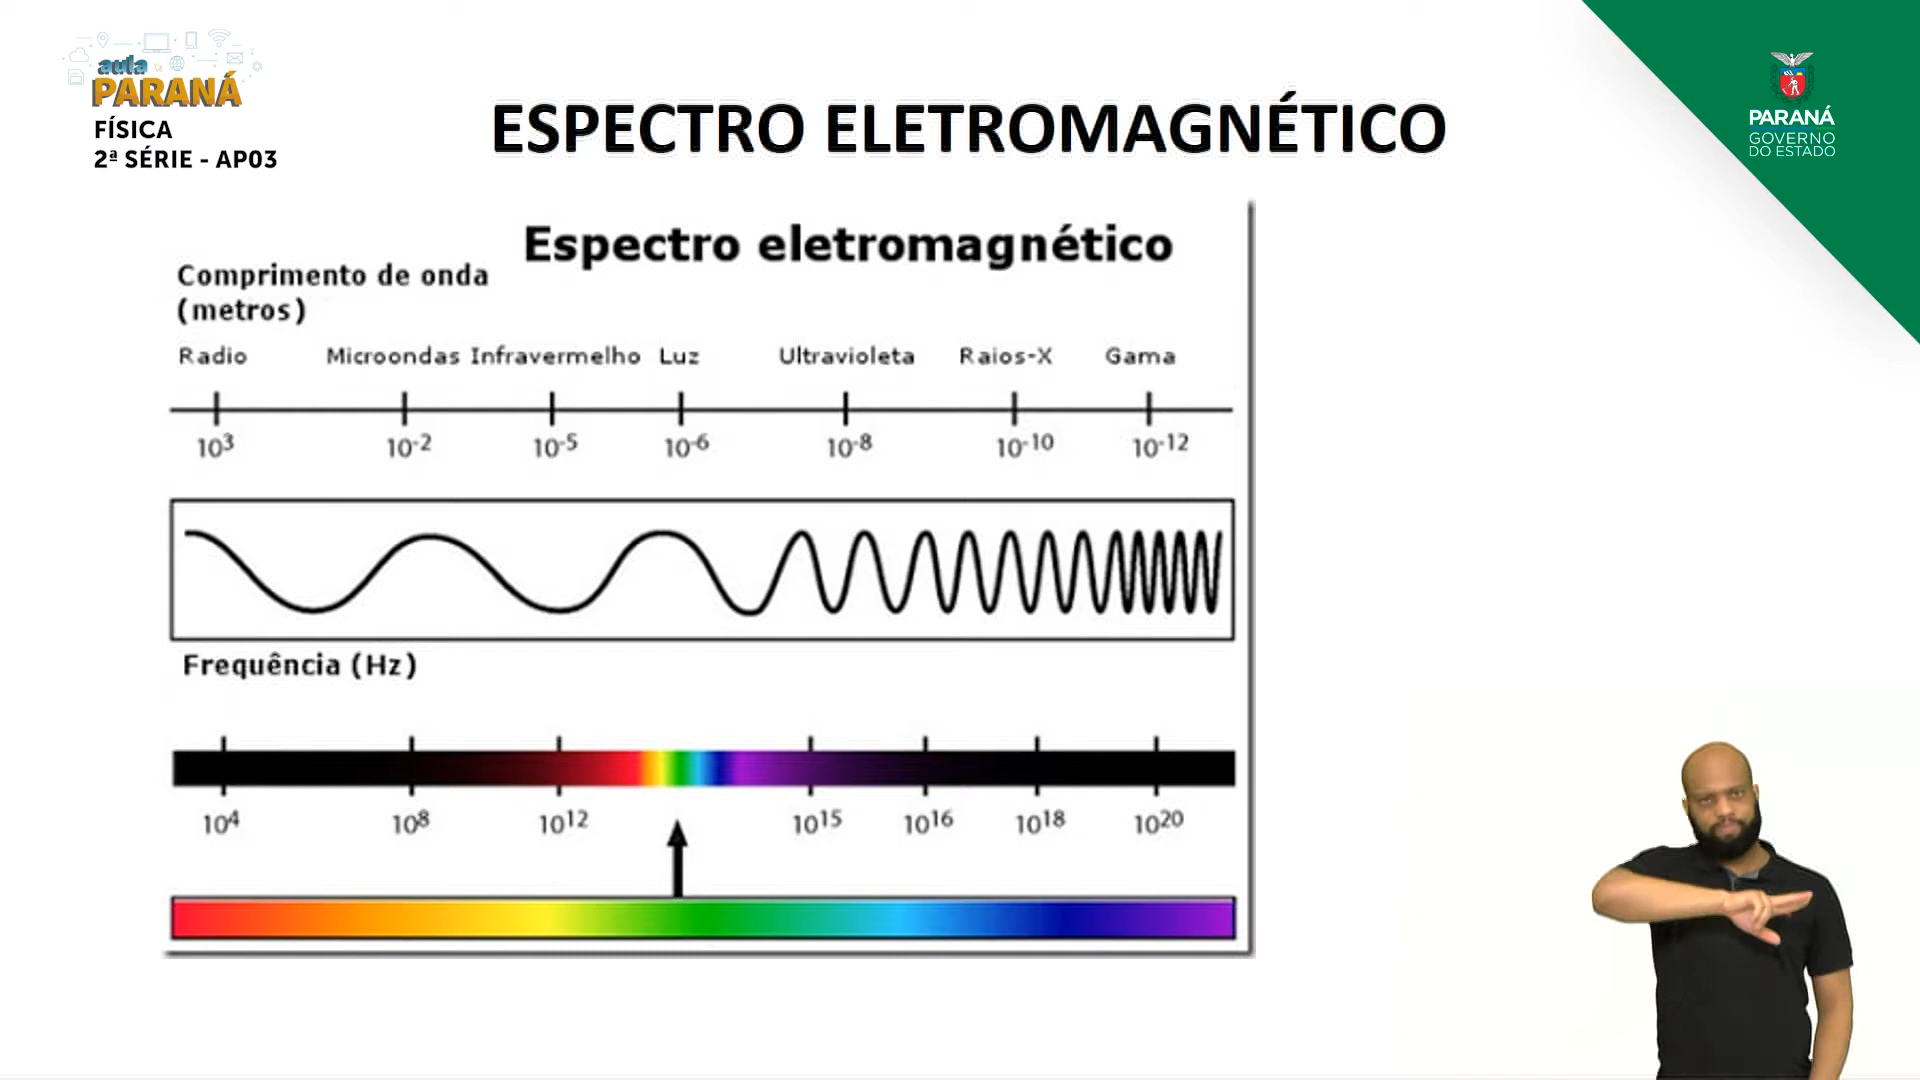 aula
PARANÁ
FÍSICA
2ª SÉRIE - AP03
ESPECTRO ELETROMAGNÉTICO
PARANÁ
GOVERNO
DO ESTADO
Espectro eletromagnético
Comprimento de onda
(metros)
Radio Microondas Infravermelho Luz Ultravioleta Raios-X Gama
10³ 10⁻² 10⁻⁵ 10⁻⁶ 10⁻⁸ 10⁻¹⁰ 10⁻¹²
Frequência (Hz)
10⁴ 10⁸ 10¹² 10¹⁵ 10¹⁶ 10¹⁸ 10²⁰